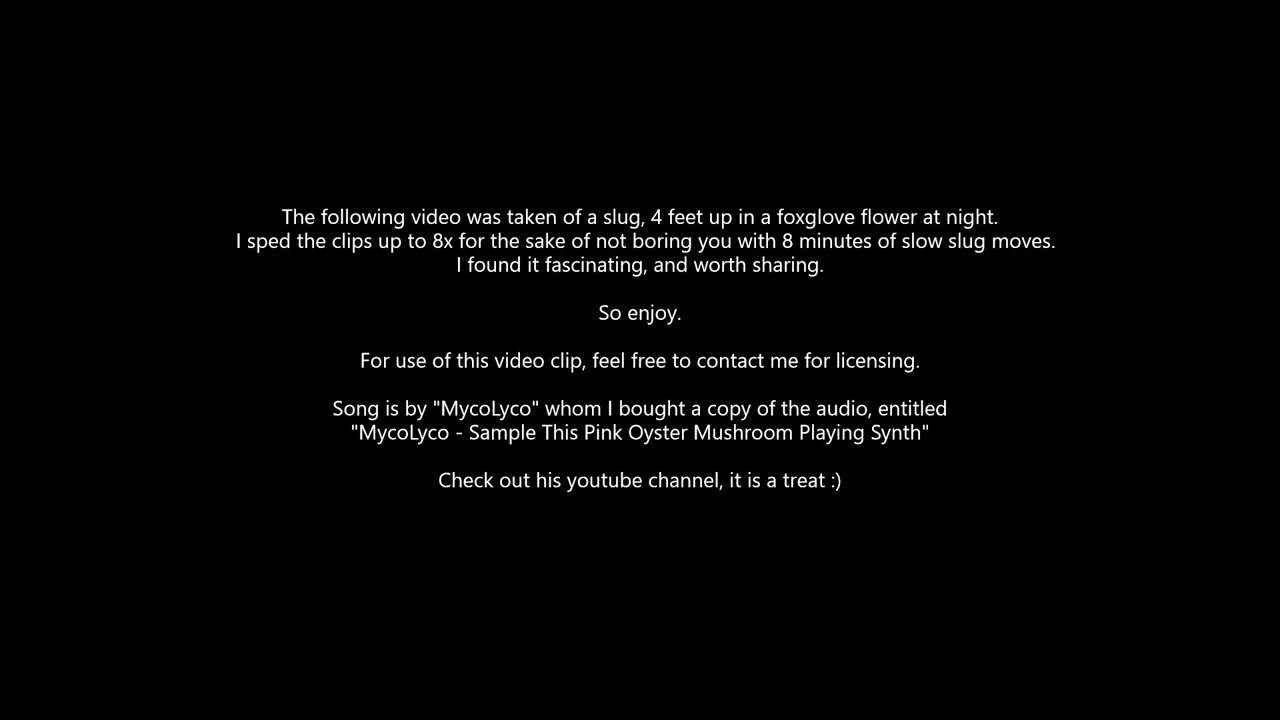 The following video was taken of a slug, 4 feet up in a foxglove flower at night.
I sped the clips up to 8x for the sake of not boring you with 8 minutes of slow slug moves.
I found it fascinating, and worth sharing.
So enjoy.
For use of this video clip, feel free to contact me for licensing.
Song is by "MycoLyco" whom I bought a copy of the audio, entitled
"MycoLyco - Sample This Pink Oyster Mushroom Playing Synth"
Check out his youtube channel, it is a treat :)